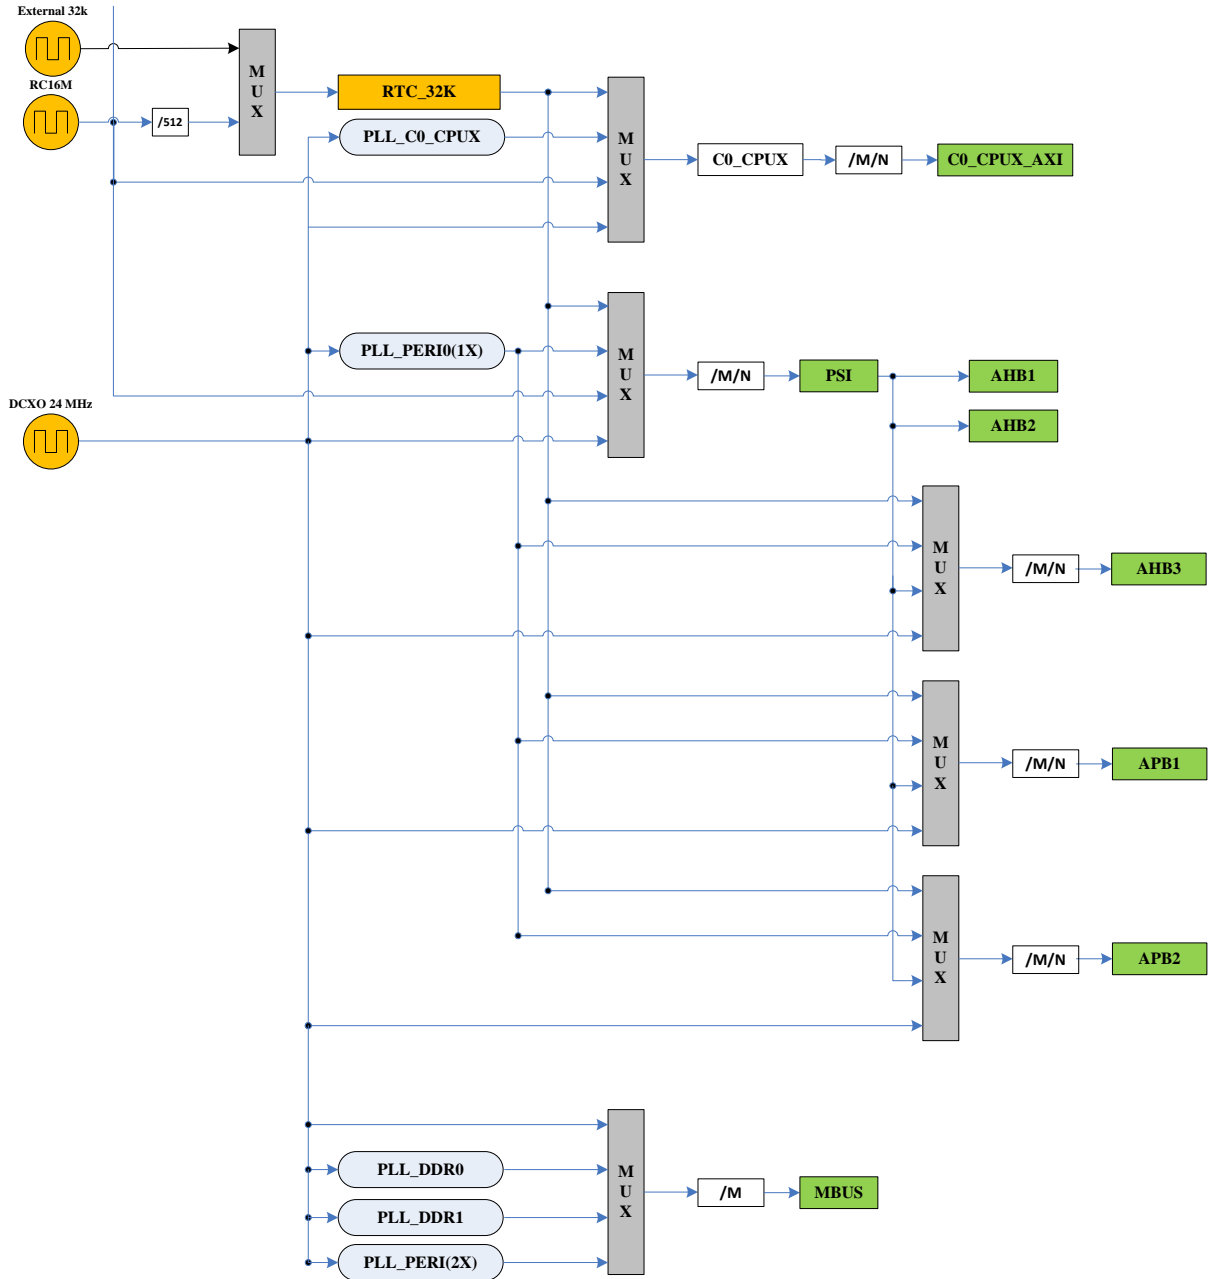 External 32k
RC16M
/512
M
U
X
RTC_32K
PLL_C0_CPUX
M
U
X
C0_CPUX
/M/N
C0_CPUX_AXI
PLL_PERI0(1X)
M
U
X
/M/N
PSI
AHB1
AHB2
DCXO 24 MHz
M
U
X
/M/N
AHB3
M
U
X
/M/N
APB1
M
U
X
/M/N
APB2
PLL_DDR0
PLL_DDR1
PLL_PERI(2X)
M
U
X
/M
MBUS